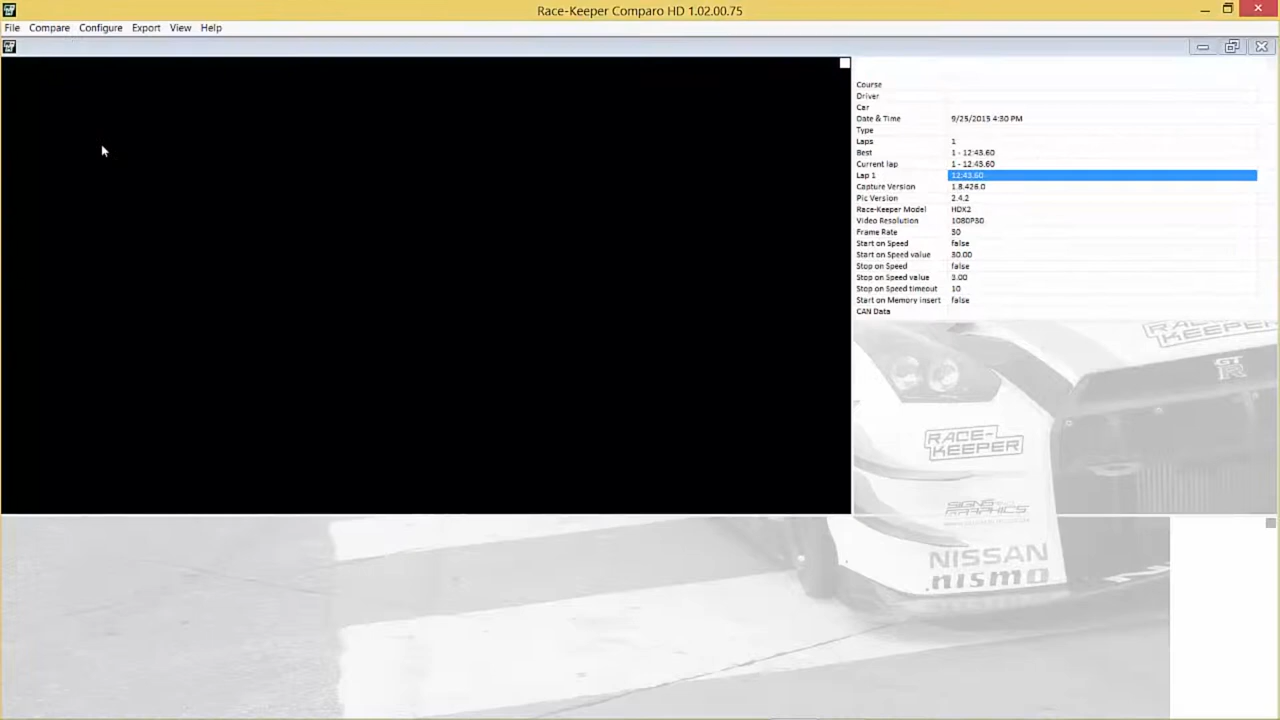 Race-Keeper Comparo HD 1.02.00.75
File Compare Configure Export View Help
Course
Driver
Car
Date & Time 9/25/2015 4:30 PM
Type
Laps 1
Best 1 - 12:43.60
Current lap 1 - 12:43.60
Lap 1 12:43.60
Capture Version 1.8.426.0
Pic Version 2.4.2
Race-Keeper Model HDX2
Video Resolution 1080P30
Frame Rate 30
Start on Speed false
Start on Speed value 30.00
Stop on Speed false
Stop on Speed value 3.00
Stop on Speed timeout 10
Start on Memory insert false
CAN Data
RACE-KEEPER
GT R
RACE-
KEEPER
NISSAN
nismo